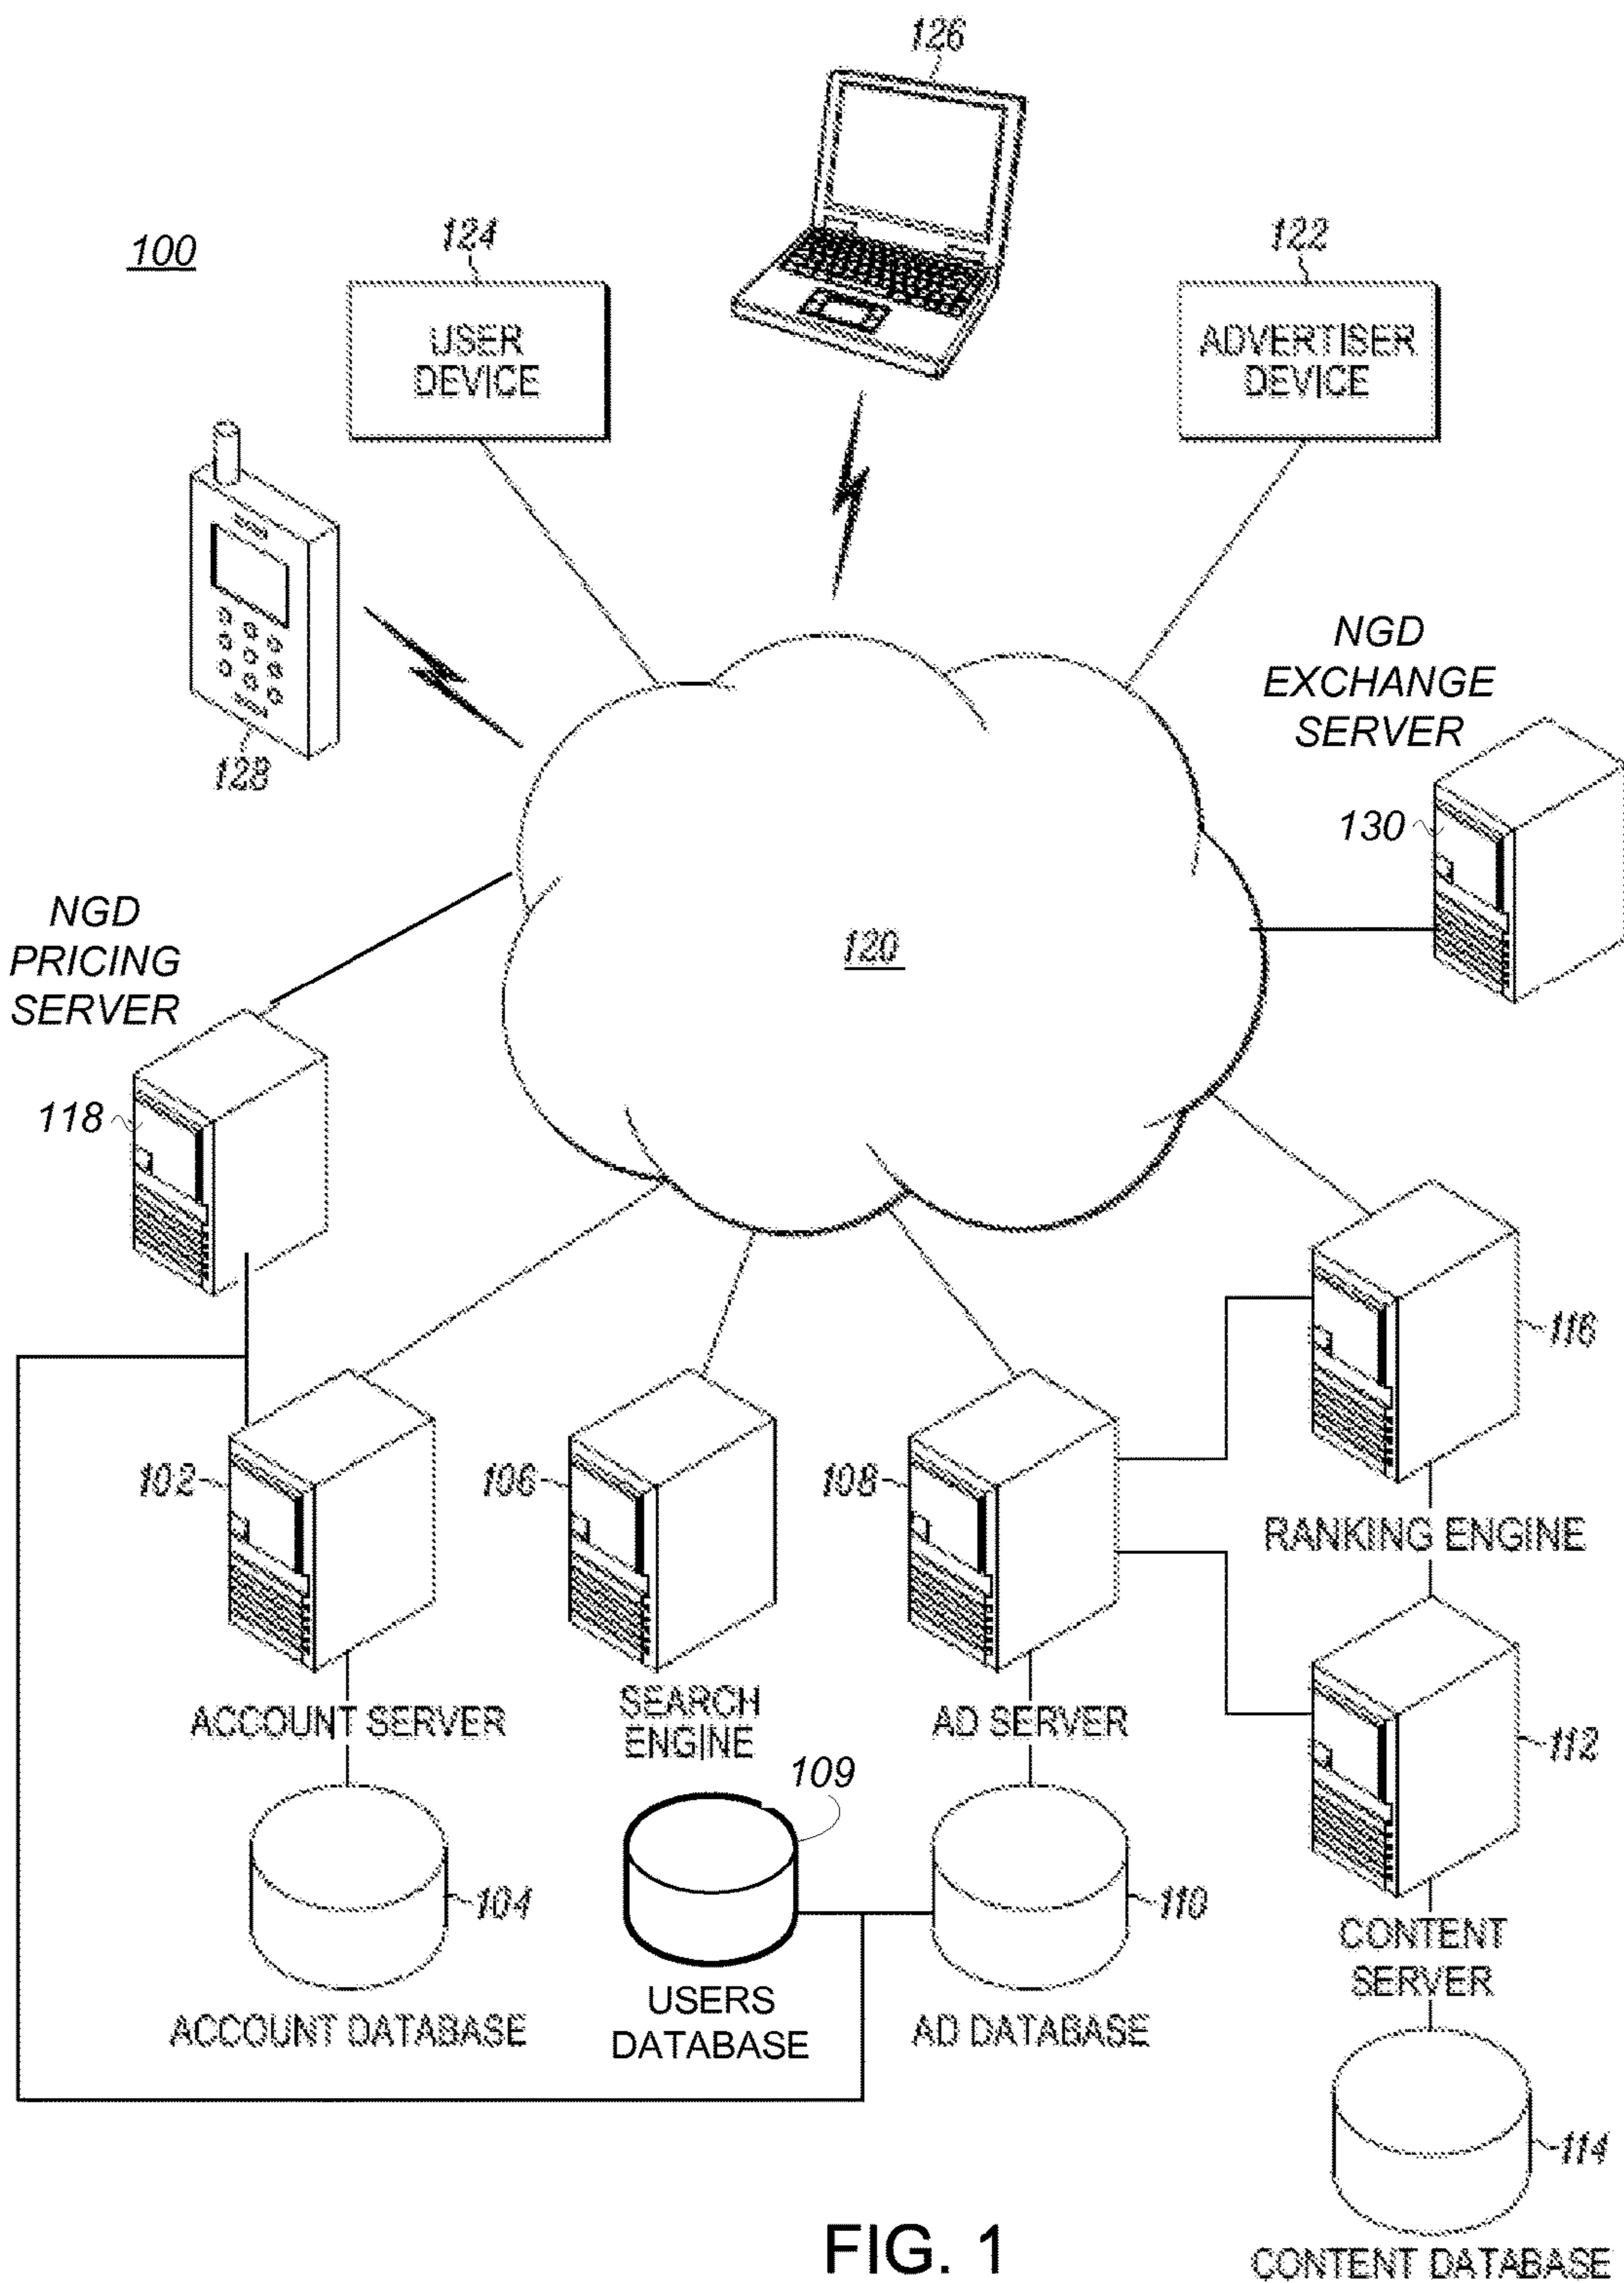 126
100
124
122
USER
DEVICE
ADVERTISER
DEVICE
128
NGD
EXCHANGE
SERVER
130
120
NGD
PRICING
SERVER
118
116
102
106
108
RANKING ENGINE
ACCOUNT SERVER
SEARCH
ENGINE
AD SERVER
112
109
104
110
CONTENT
SERVER
USERS
DATABASE
ACCOUNT DATABASE
AD DATABASE
114
FIG. 1
CONTENT DATABASE